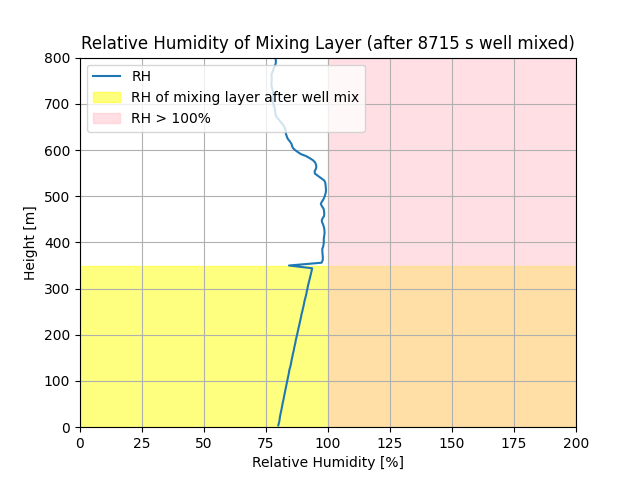 Relative Humidity of Mixing Layer (after 8715 s well mixed)
800
700
600
500
400
300
200
100
0
Height [m]
RH
RH of mixing layer after well mix
RH > 100%
0 25 50 75 100 125 150 175 200
Relative Humidity [%]